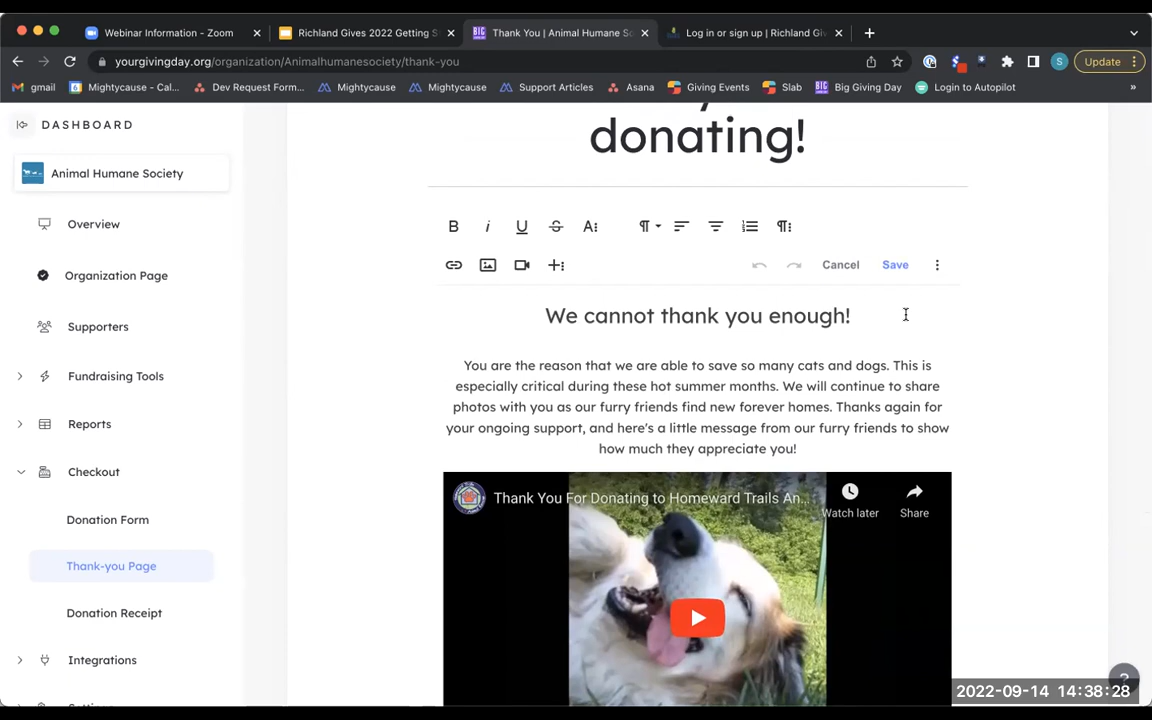 Webinar Information - Zoom
Richland Gives 2022 Getting S
Thank You | Animal Humane So
Log in or sign up | Richland Giv
yourgivingday.org/organization/Animalhumanesociety/thank-you
S
Update
gmail
Mightycause - Cal...
Dev Request Form...
Mightycause
Mightycause
Support Articles
Asana
Giving Events
Slab
BIG
Big Giving Day
Login to Autopilot
»
DASHBOARD
Animal Humane Society
Overview
Organization Page
Supporters
Fundraising Tools
Reports
Checkout
Donation Form
Thank-you Page
Donation Receipt
Integrations
donating!
B i U S A
Cancel
Save
We cannot thank you enough!
You are the reason that we are able to save so many cats and dogs. This is
especially critical during these hot summer months. We will continue to share
photos with you as our furry friends find new forever homes. Thanks again for
your ongoing support, and here's a little message from our furry friends to show
how much they appreciate you!
Thank You For Donating to Homeward Trails An...
Watch later
Share
?
2022-09-14 14:38:28